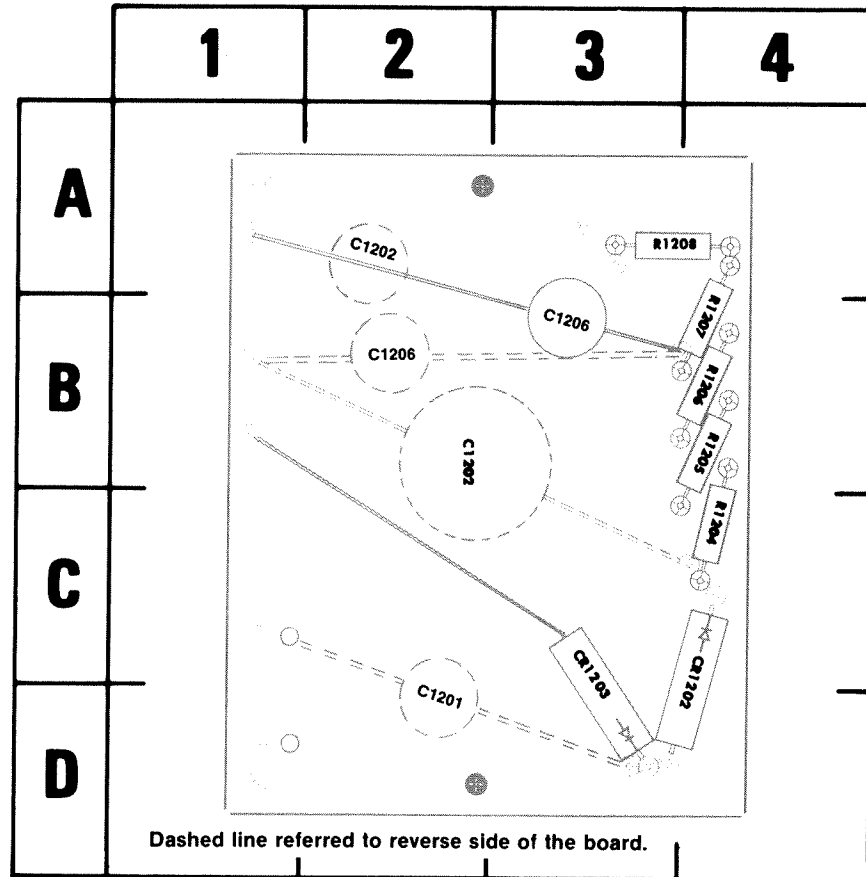 1 2 3 4
A
R1208
C1202
C1206
R1207
B
C1206
R1206
C1202
R1205
R1204
C
CR1203
CR1202
C1201
D
Dashed line referred to reverse side of the board.